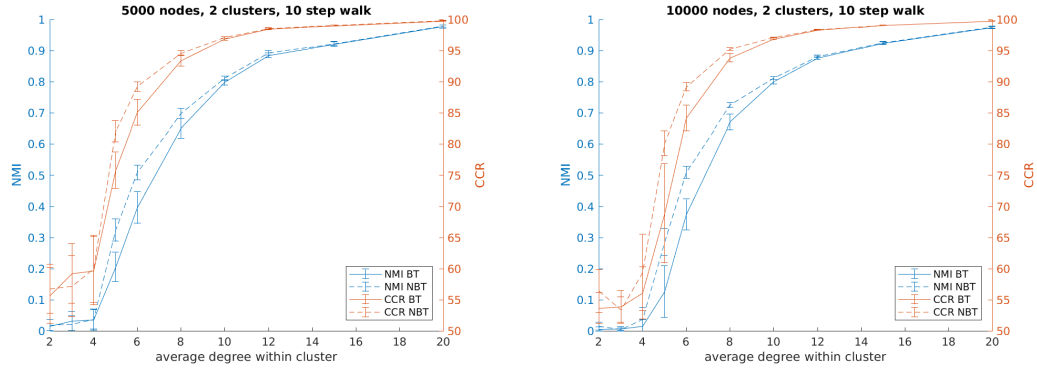 5000 nodes, 2 clusters, 10 step walk
NMI
1
0.9
0.8
0.7
0.6
0.5
0.4
0.3
0.2
0.1
0
100
95
90
85
80
75
70
65
60
55
50
CCR
NMI BT
NMI NBT
CCR BT
CCR NBT
2 4 6 8 10 12 14 16 18 20
average degree within cluster
10000 nodes, 2 clusters, 10 step walk
NMI
1
0.9
0.8
0.7
0.6
0.5
0.4
0.3
0.2
0.1
0
100
95
90
85
80
75
70
65
60
55
50
CCR
NMI BT
NMI NBT
CCR BT
CCR NBT
2 4 6 8 10 12 14 16 18 20
average degree within cluster